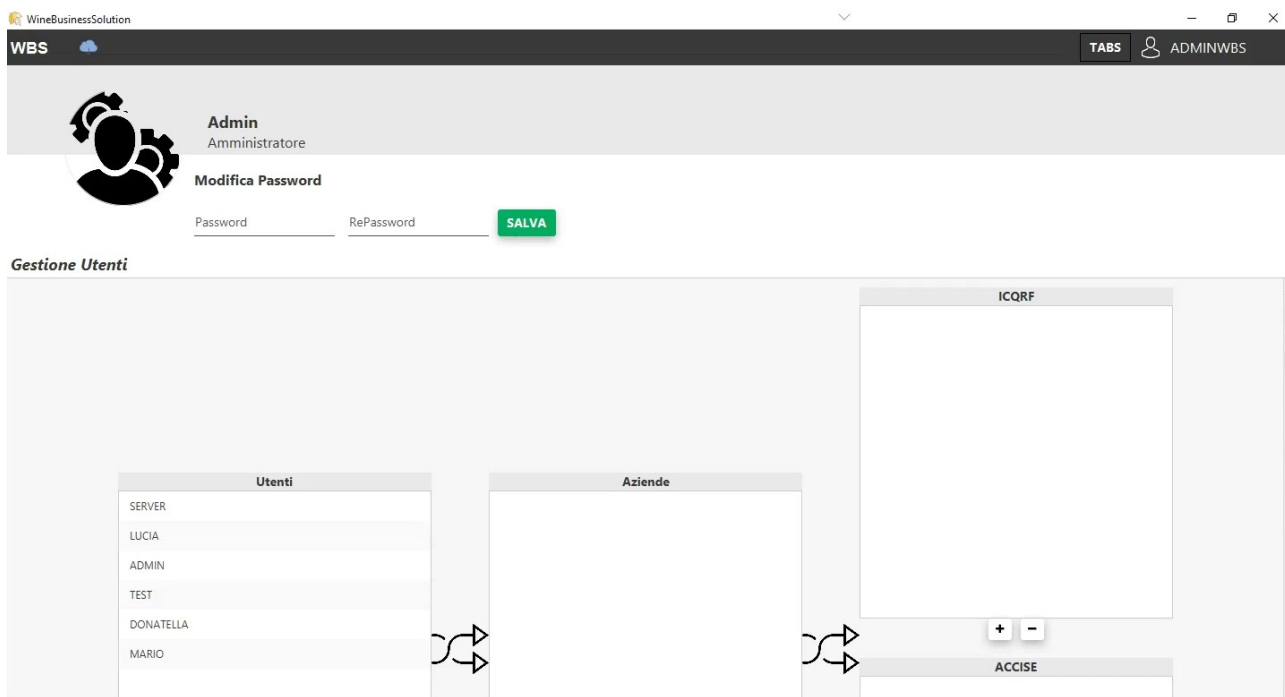 WineBusinessSolution
WBS
TABS
ADMINWBS
Admin
Amministratore
Modifica Password
Password
RePassword
SALVA
Gestione Utenti
ICQRF
Utenti
Aziende
SERVER
LUCIA
ADMIN
TEST
DONATELLA
MARIO
+
-
ACCISE